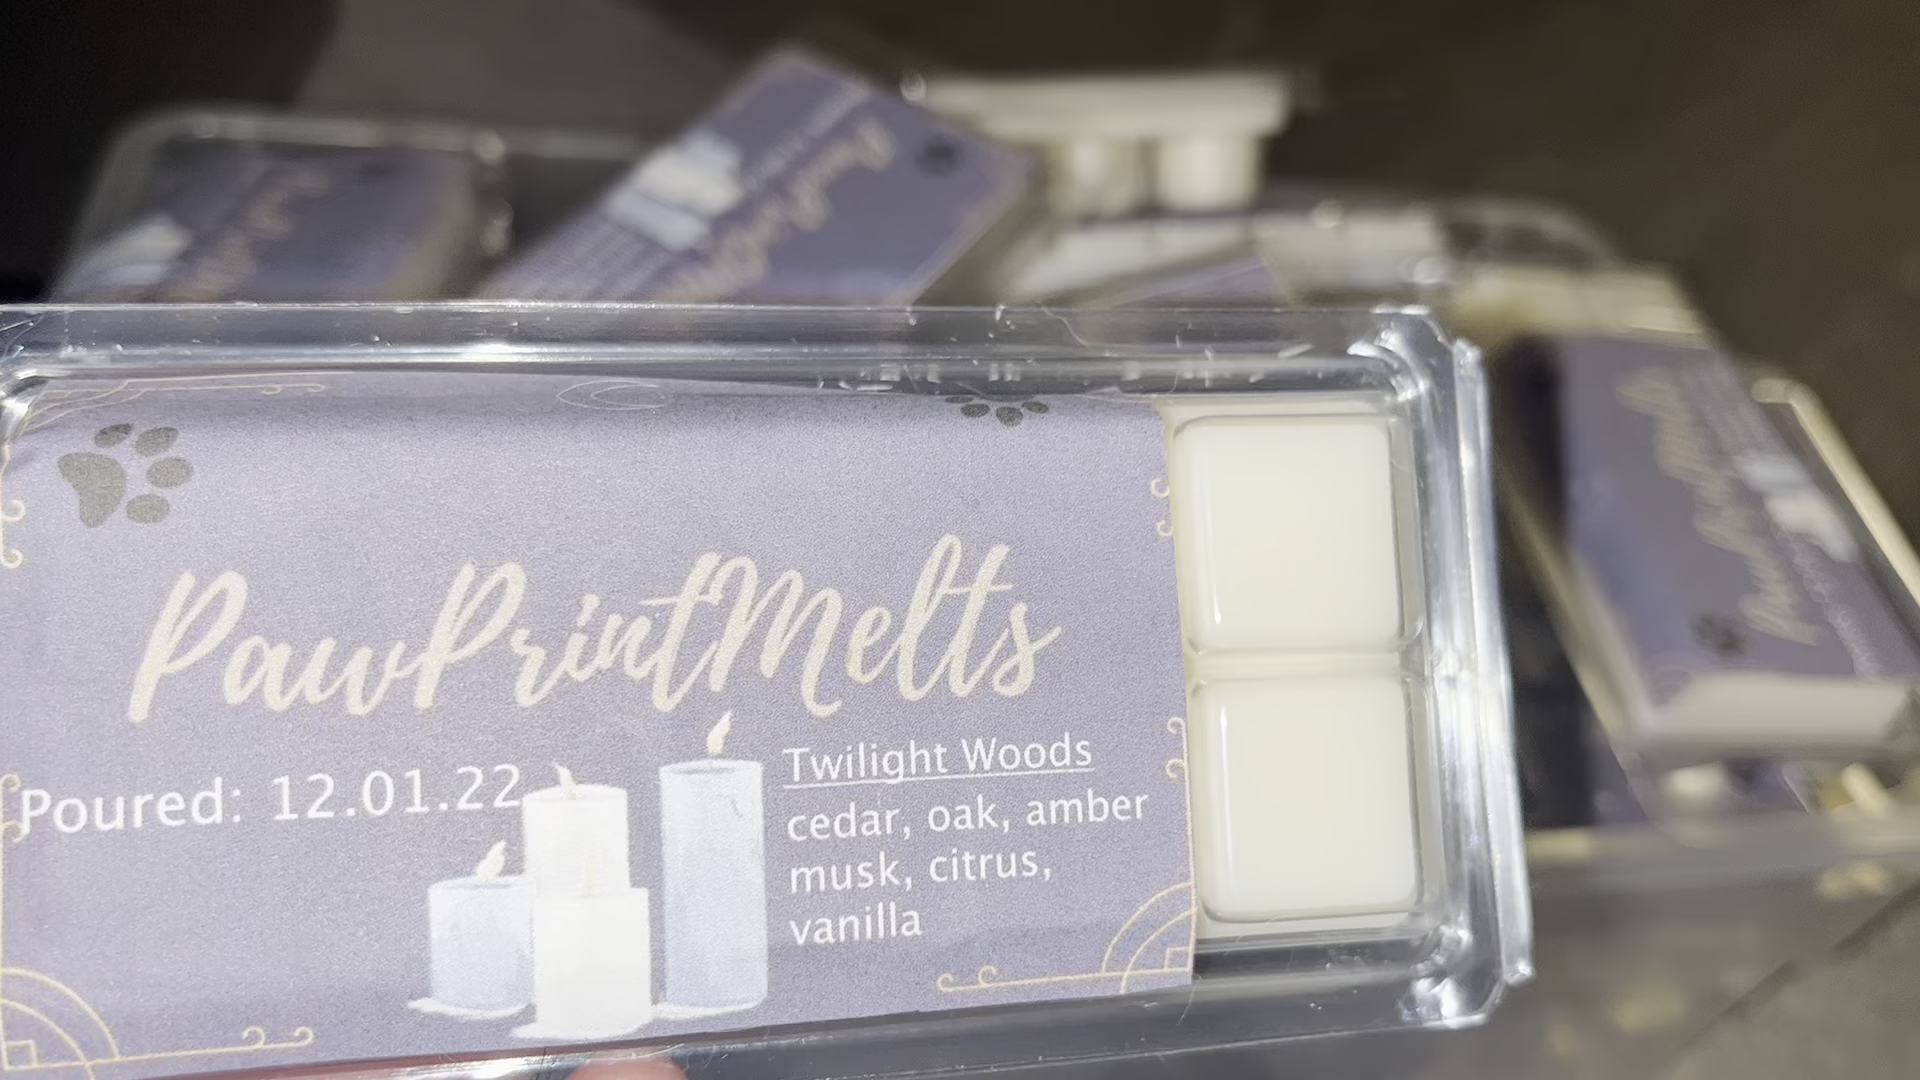 PawPrintMelts
Poured: 12.01.22
Twilight Woods
cedar, oak, amber
musk, citrus,
vanilla